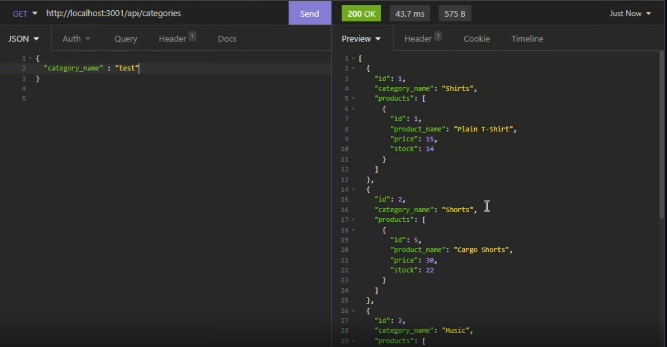 GET http://localhost:3001/api/categories Send 200 OK 43.7 ms 575 B Just Now
JSON Auth Query Header 1 Docs Preview Header 7 Cookie Timeline
1 {
2 "category_name" : "test"
3 }
4
5
1 [
2 {
3 "id": 1,
4 "category_name": "Shirts",
5 "products": [
6 {
7 "id": 1,
8 "product_name": "Plain T-Shirt",
9 "price": 15,
10 "stock": 14
11 }
12 ]
13 },
14 {
15 "id": 2,
16 "category_name": "Shorts",
17 "products": [
18 {
19 "id": 5,
20 "product_name": "Cargo Shorts",
21 "price": 30,
22 "stock": 22
23 }
24 ]
25 },
26 {
27 "id": 3,
28 "category_name": "Music",
29 "products": [